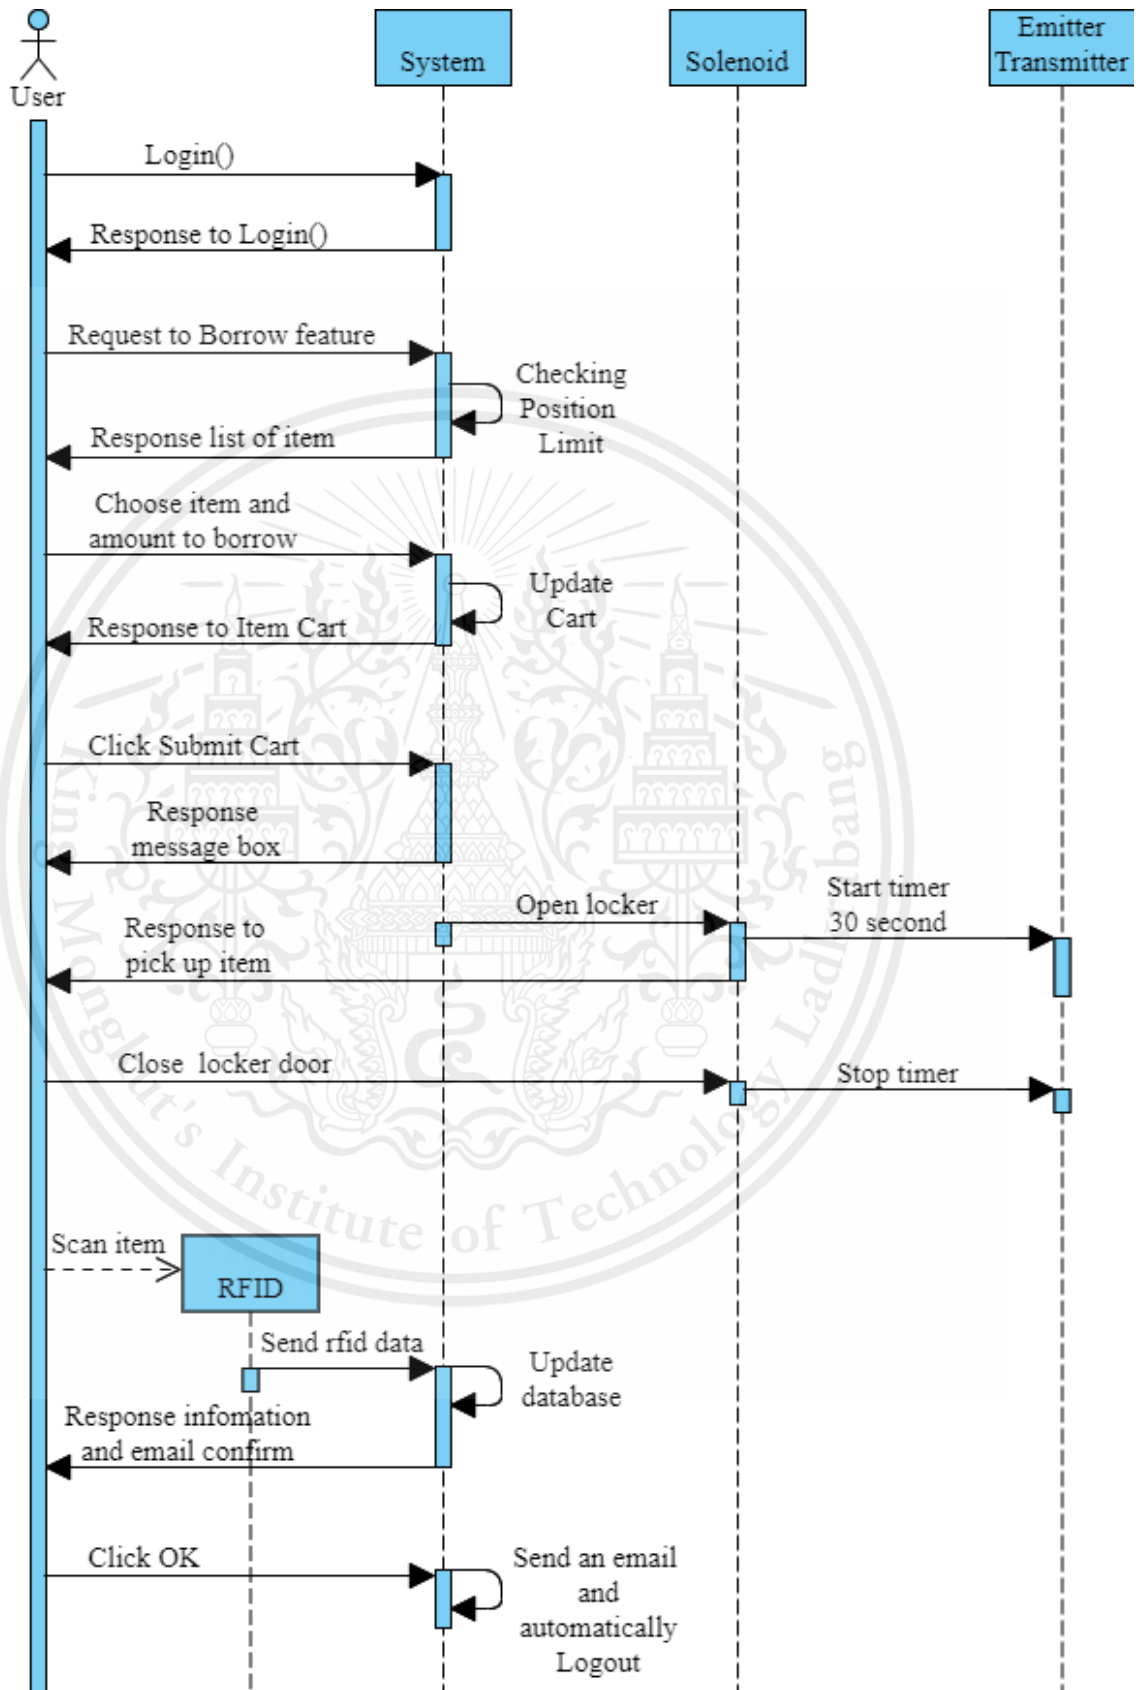 User
System
Solenoid
Emitter
Transmitter
Login()
Response to Login()
Request to Borrow feature
Checking
Position
Limit
Response list of item
Choose item and
amount to borrow
Update
Cart
Response to Item Cart
Click Submit Cart
Response
message box
Open locker
Start timer
30 second
Response to
pick up item
Close locker door
Stop timer
Scan item
RFID
Send rfid data
Update
database
Response infomation
and email confirm
Click OK
Send an email
and
automatically
Logout
King Mongkut's Institute of Technology Ladkrabang